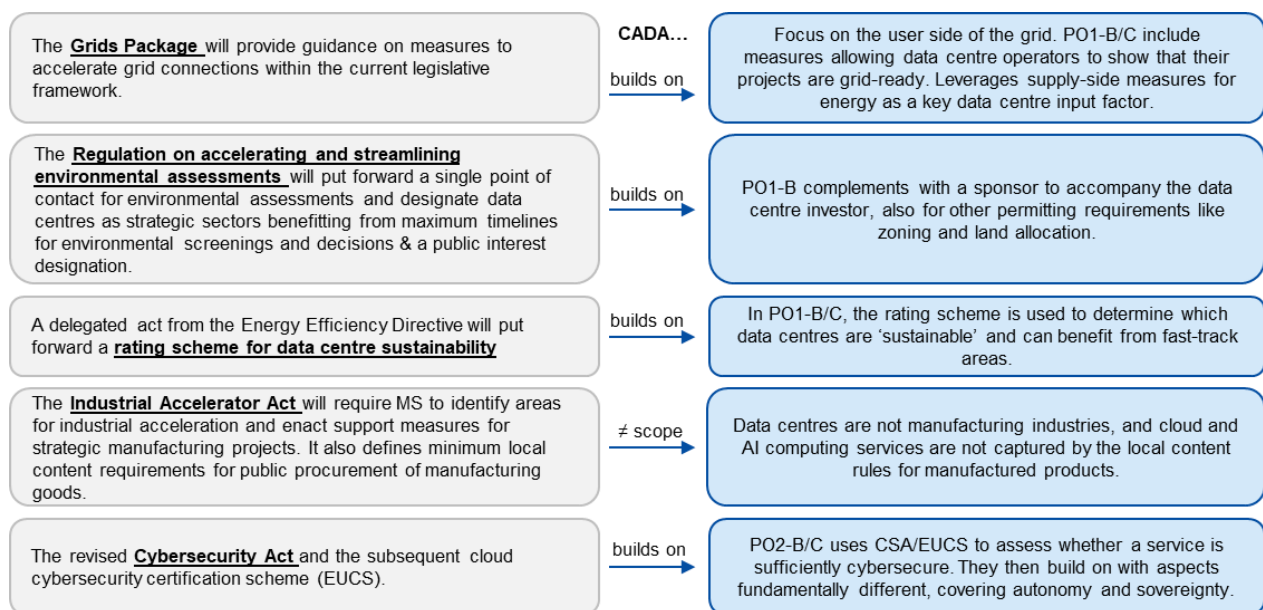 The Grids Package will provide guidance on measures to
accelerate grid connections within the current legislative
framework.
CADA…
builds on
Focus on the user side of the grid. PO1-B/C include
measures allowing data centre operators to show that their
projects are grid-ready. Leverages supply-side measures for
energy as a key data centre input factor.
The Regulation on accelerating and streamlining
environmental assessments will put forward a single point of
contact for environmental assessments and designate data
centres as strategic sectors benefitting from maximum timelines
for environmental screenings and decisions & a public interest
designation.
builds on
PO1-B complements with a sponsor to accompany the data
centre investor, also for other permitting requirements like
zoning and land allocation.
A delegated act from the Energy Efficiency Directive will put
forward a rating scheme for data centre sustainability
builds on
In PO1-B/C, the rating scheme is used to determine which
data centres are ‘sustainable’ and can benefit from fast-track
areas.
The Industrial Accelerator Act will require MS to identify areas
for industrial acceleration and enact support measures for
strategic manufacturing projects. It also defines minimum local
content requirements for public procurement of manufacturing
goods.
≠ scope
Data centres are not manufacturing industries, and cloud and
AI computing services are not captured by the local content
rules for manufactured products.
The revised Cybersecurity Act and the subsequent cloud
cybersecurity certification scheme (EUCS).
builds on
PO2-B/C uses CSA/EUCS to assess whether a service is
sufficiently cybersecure. They then build on with aspects
fundamentally different, covering autonomy and sovereignty.